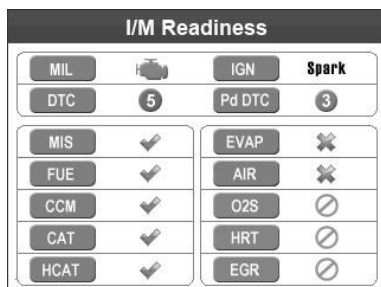 I/M Readiness
MIL IGN Spark
DTC 5 Pd DTC 3
MIS EVAP
FUE AIR
CCM O2S
CAT HRT
HCAT EGR